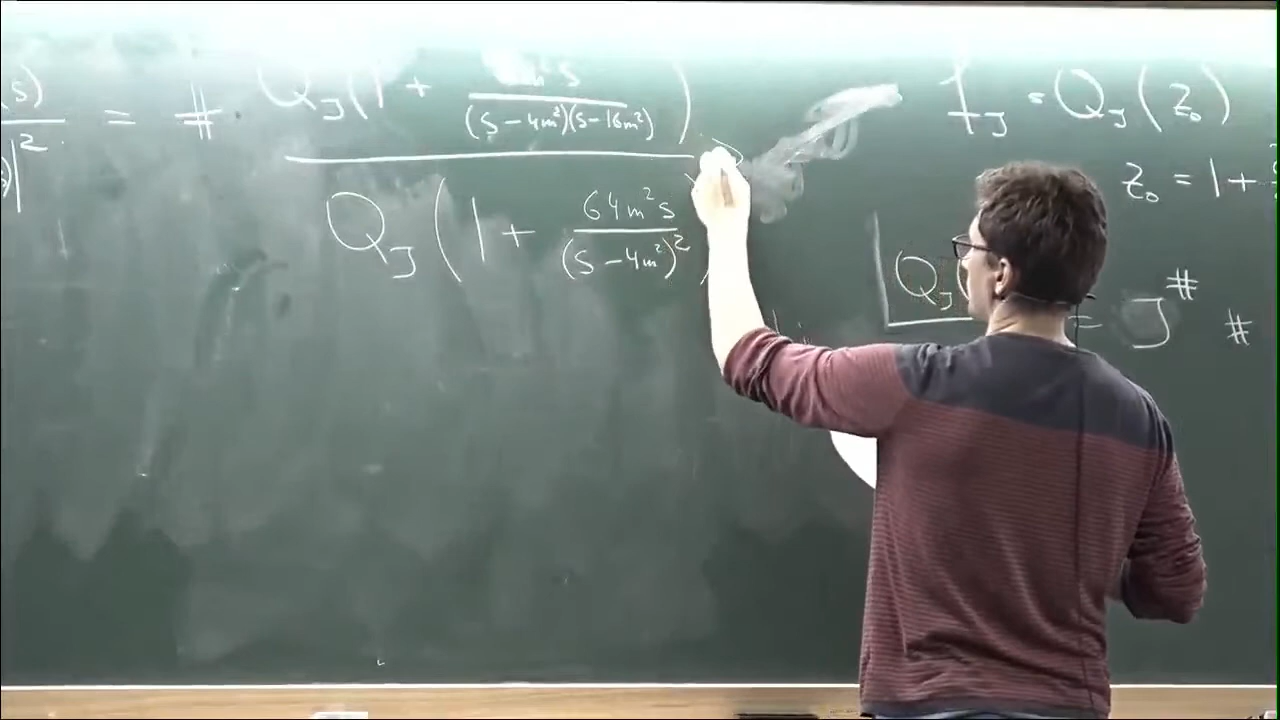 s) = # · Q_J(1 + s / (s-4m²)(s-16m²))
|² Q_J(1 + 64m²s / (s-4m²)²
f_J = Q_J(z₀)
z₀ = 1 +
Q_J( = J^# #